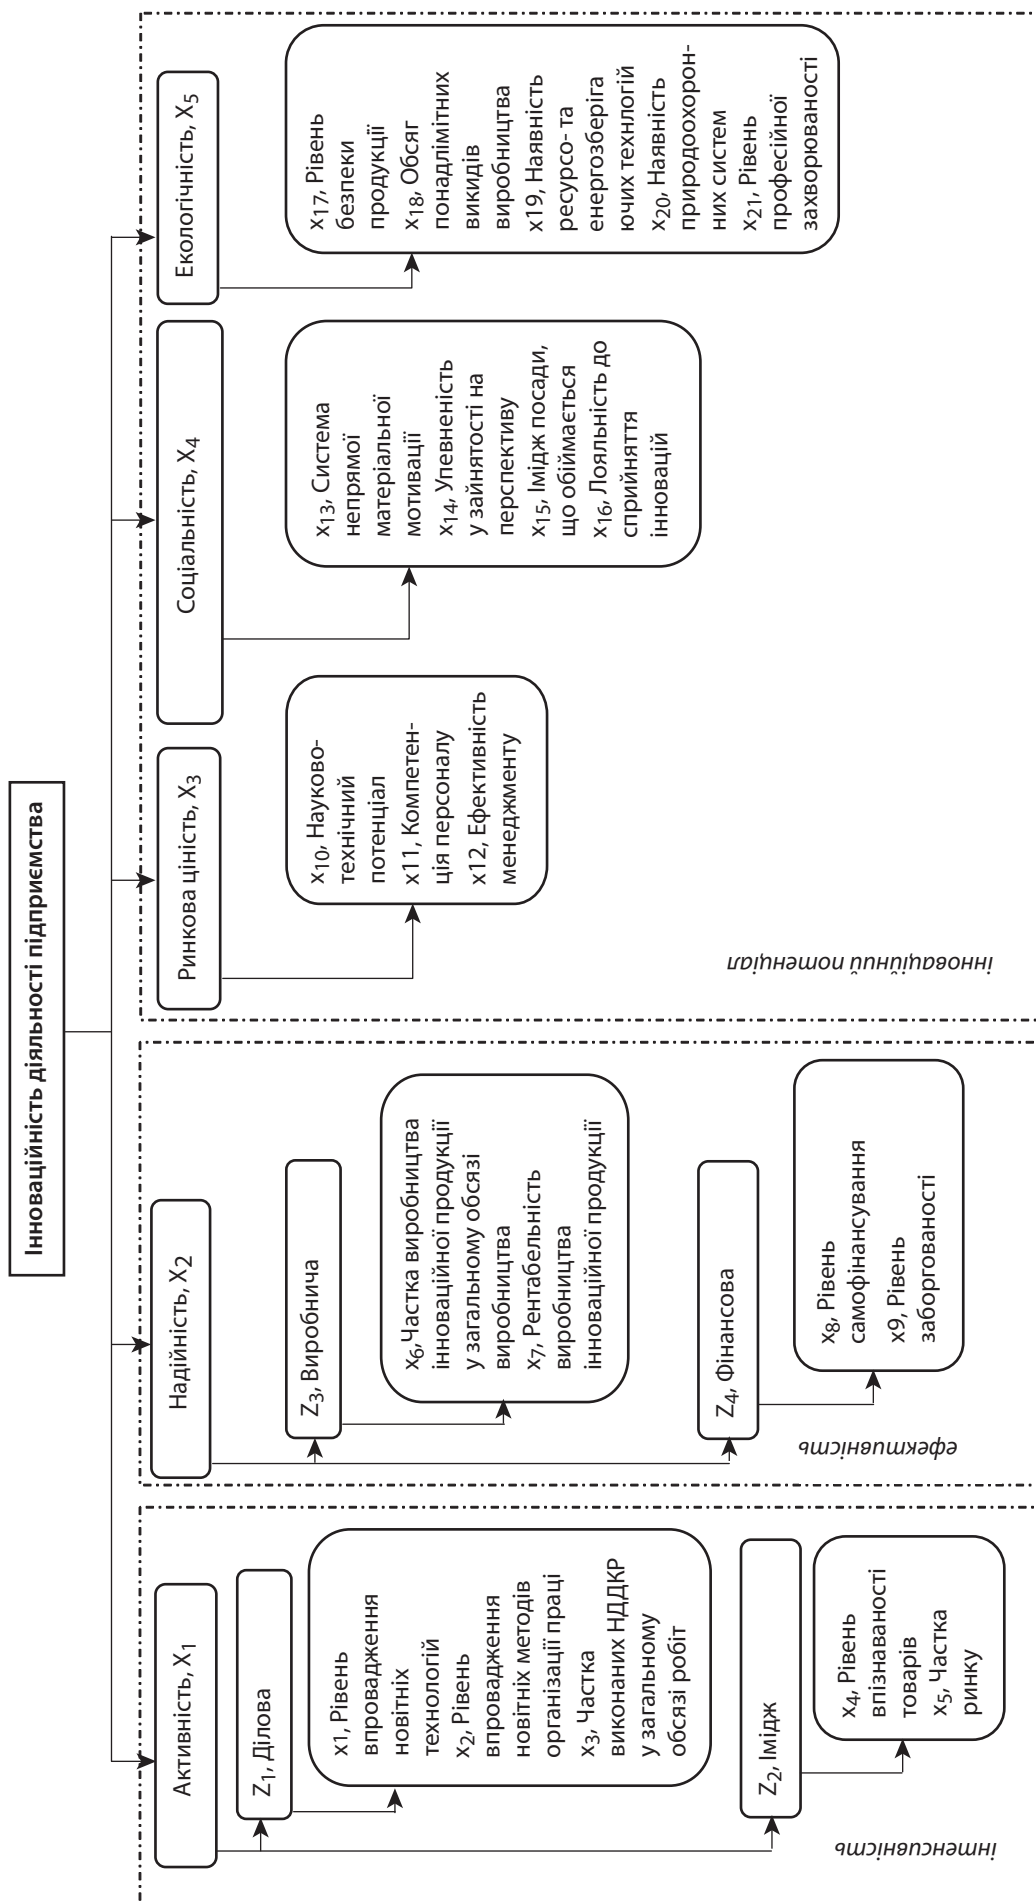 Інноваційність діяльності підприємства
Активність, X1
Z1, Ділова
x1, Рівень
впровадження
новітніх
технологій
x2, Рівень
впровадження
новітніх методів
організації праці
x3, Частка
виконаних НДДКР
у загальному
обсязі робіт
Z2, Імідж
x4, Рівень
впізнаваності
товарів
x5, Частка
ринку
інтенсивність
Надійність, X2
Z3, Виробнича
x6,Частка виробництва
інноваційної продукції
у загальному обсязі
виробництва
x7, Рентабельність
виробництва
інноваційної продукції
Z4, Фінансова
x8, Рівень
самофінансування
x9, Рівень
заборгованості
ефективність
Ринкова цінність, X3
x10, Науково-
технічний
потенціал
x11, Компетен-
ція персоналу
x12, Ефективність
менеджменту
Соціальність, X4
x13, Система
непрямої
матеріальної
мотивації
x14, Упевненість
у зайнятості на
перспективу
x15, Імідж посади,
що обіймається
x16, Лояльність до
сприйняття
інновацій
Екологічність, X5
x17, Рівень
безпеки
продукції
x18, Обсяг
понадлімітних
викидів
виробництва
x19, Наявність
ресурсо- та
енергозберіга
ючих технлогій
x20, Наявність
природоохорон-
них систем
x21, Рівень
професійної
захворюваності
інноваційний потенціал